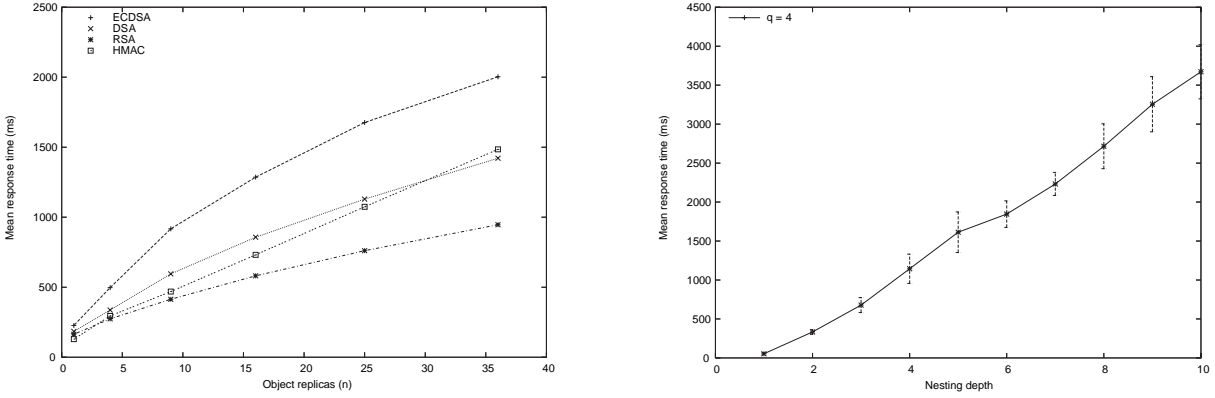 ECDSA
DSA
RSA
HMAC
2500
2000
1500
1000
500
0
Mean response time (ms)
0 5 10 15 20 25 30 35 40
Object replicas (n)
q = 4
4500
4000
3500
3000
2500
2000
1500
1000
500
0
Mean response time (ms)
0 2 4 6 8 10
Nesting depth